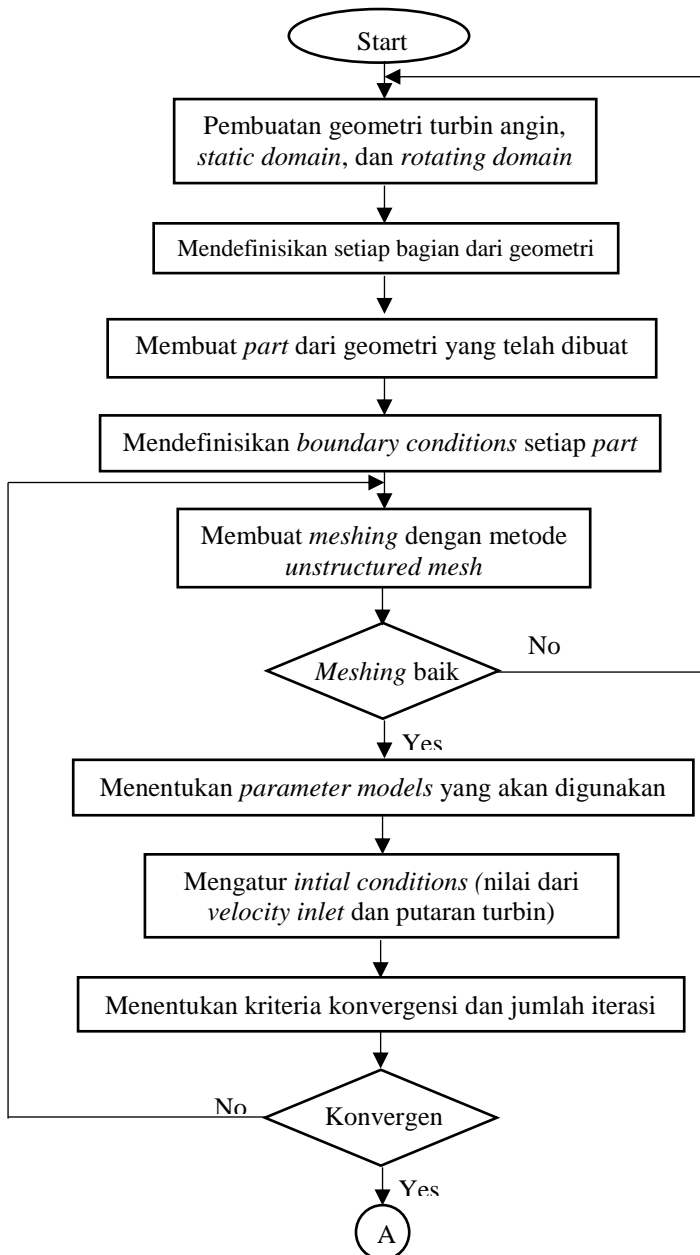 Start
Pembuatan geometri turbin angin,
static domain, dan rotating domain
Mendefinisikan setiap bagian dari geometri
Membuat part dari geometri yang telah dibuat
Mendefinisikan boundary conditions setiap part
Membuat meshing dengan metode
unstructured mesh
Meshing baik
No
Yes
Menentukan parameter models yang akan digunakan
Mengatur intial conditions (nilai dari
velocity inlet dan putaran turbin)
Menentukan kriteria konvergensi dan jumlah iterasi
Konvergen
No
Yes
A